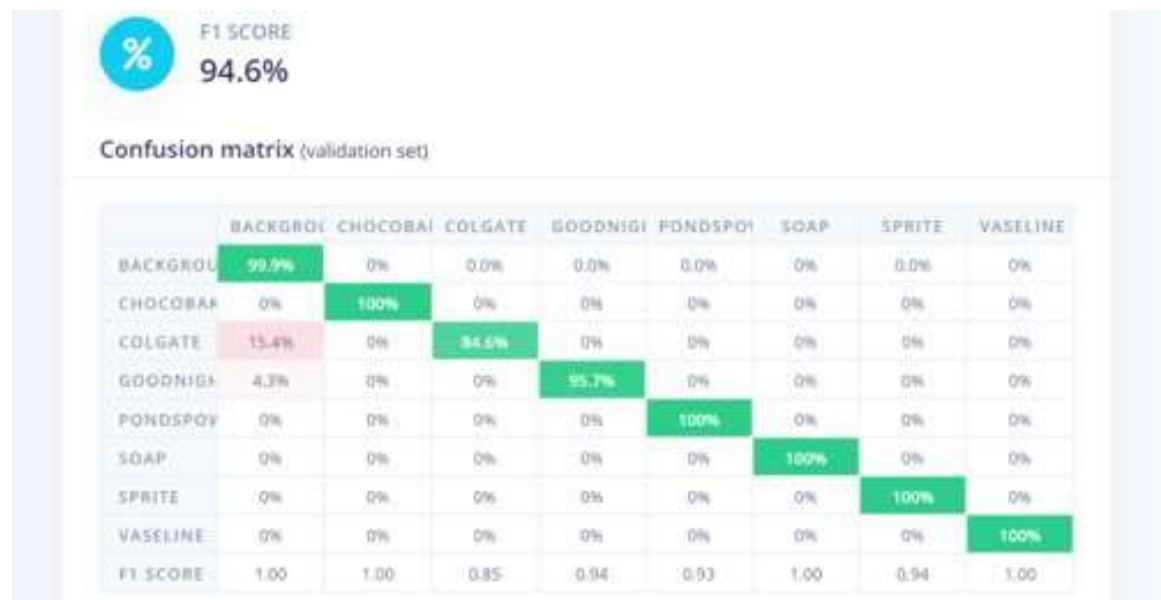 F1 SCORE
%
94.6%
Confusion matrix (validation set)
BACKGROU CHOCOBAI COLGATE GOODNIGI PONDSPO SOAP SPRITE VASELINE
BACKGROU 99.9% 0% 0.0% 0.0% 0.0% 0% 0.0% 0%
CHOCOBAK 0% 100% 0% 0% 0% 0% 0% 0%
COLGATE 15.4% 0% 84.6% 0% 0% 0% 0% 0%
GOODNIGH 4.3% 0% 0% 95.7% 0% 0% 0% 0%
PONDSPOW 0% 0% 0% 0% 100% 0% 0% 0%
SOAP 0% 0% 0% 0% 0% 100% 0% 0%
SPRITE 0% 0% 0% 0% 0% 0% 100% 0%
VASELINE 0% 0% 0% 0% 0% 0% 0% 100%
F1 SCORE 1.00 1.00 0.85 0.94 0.93 1.00 0.94 1.00